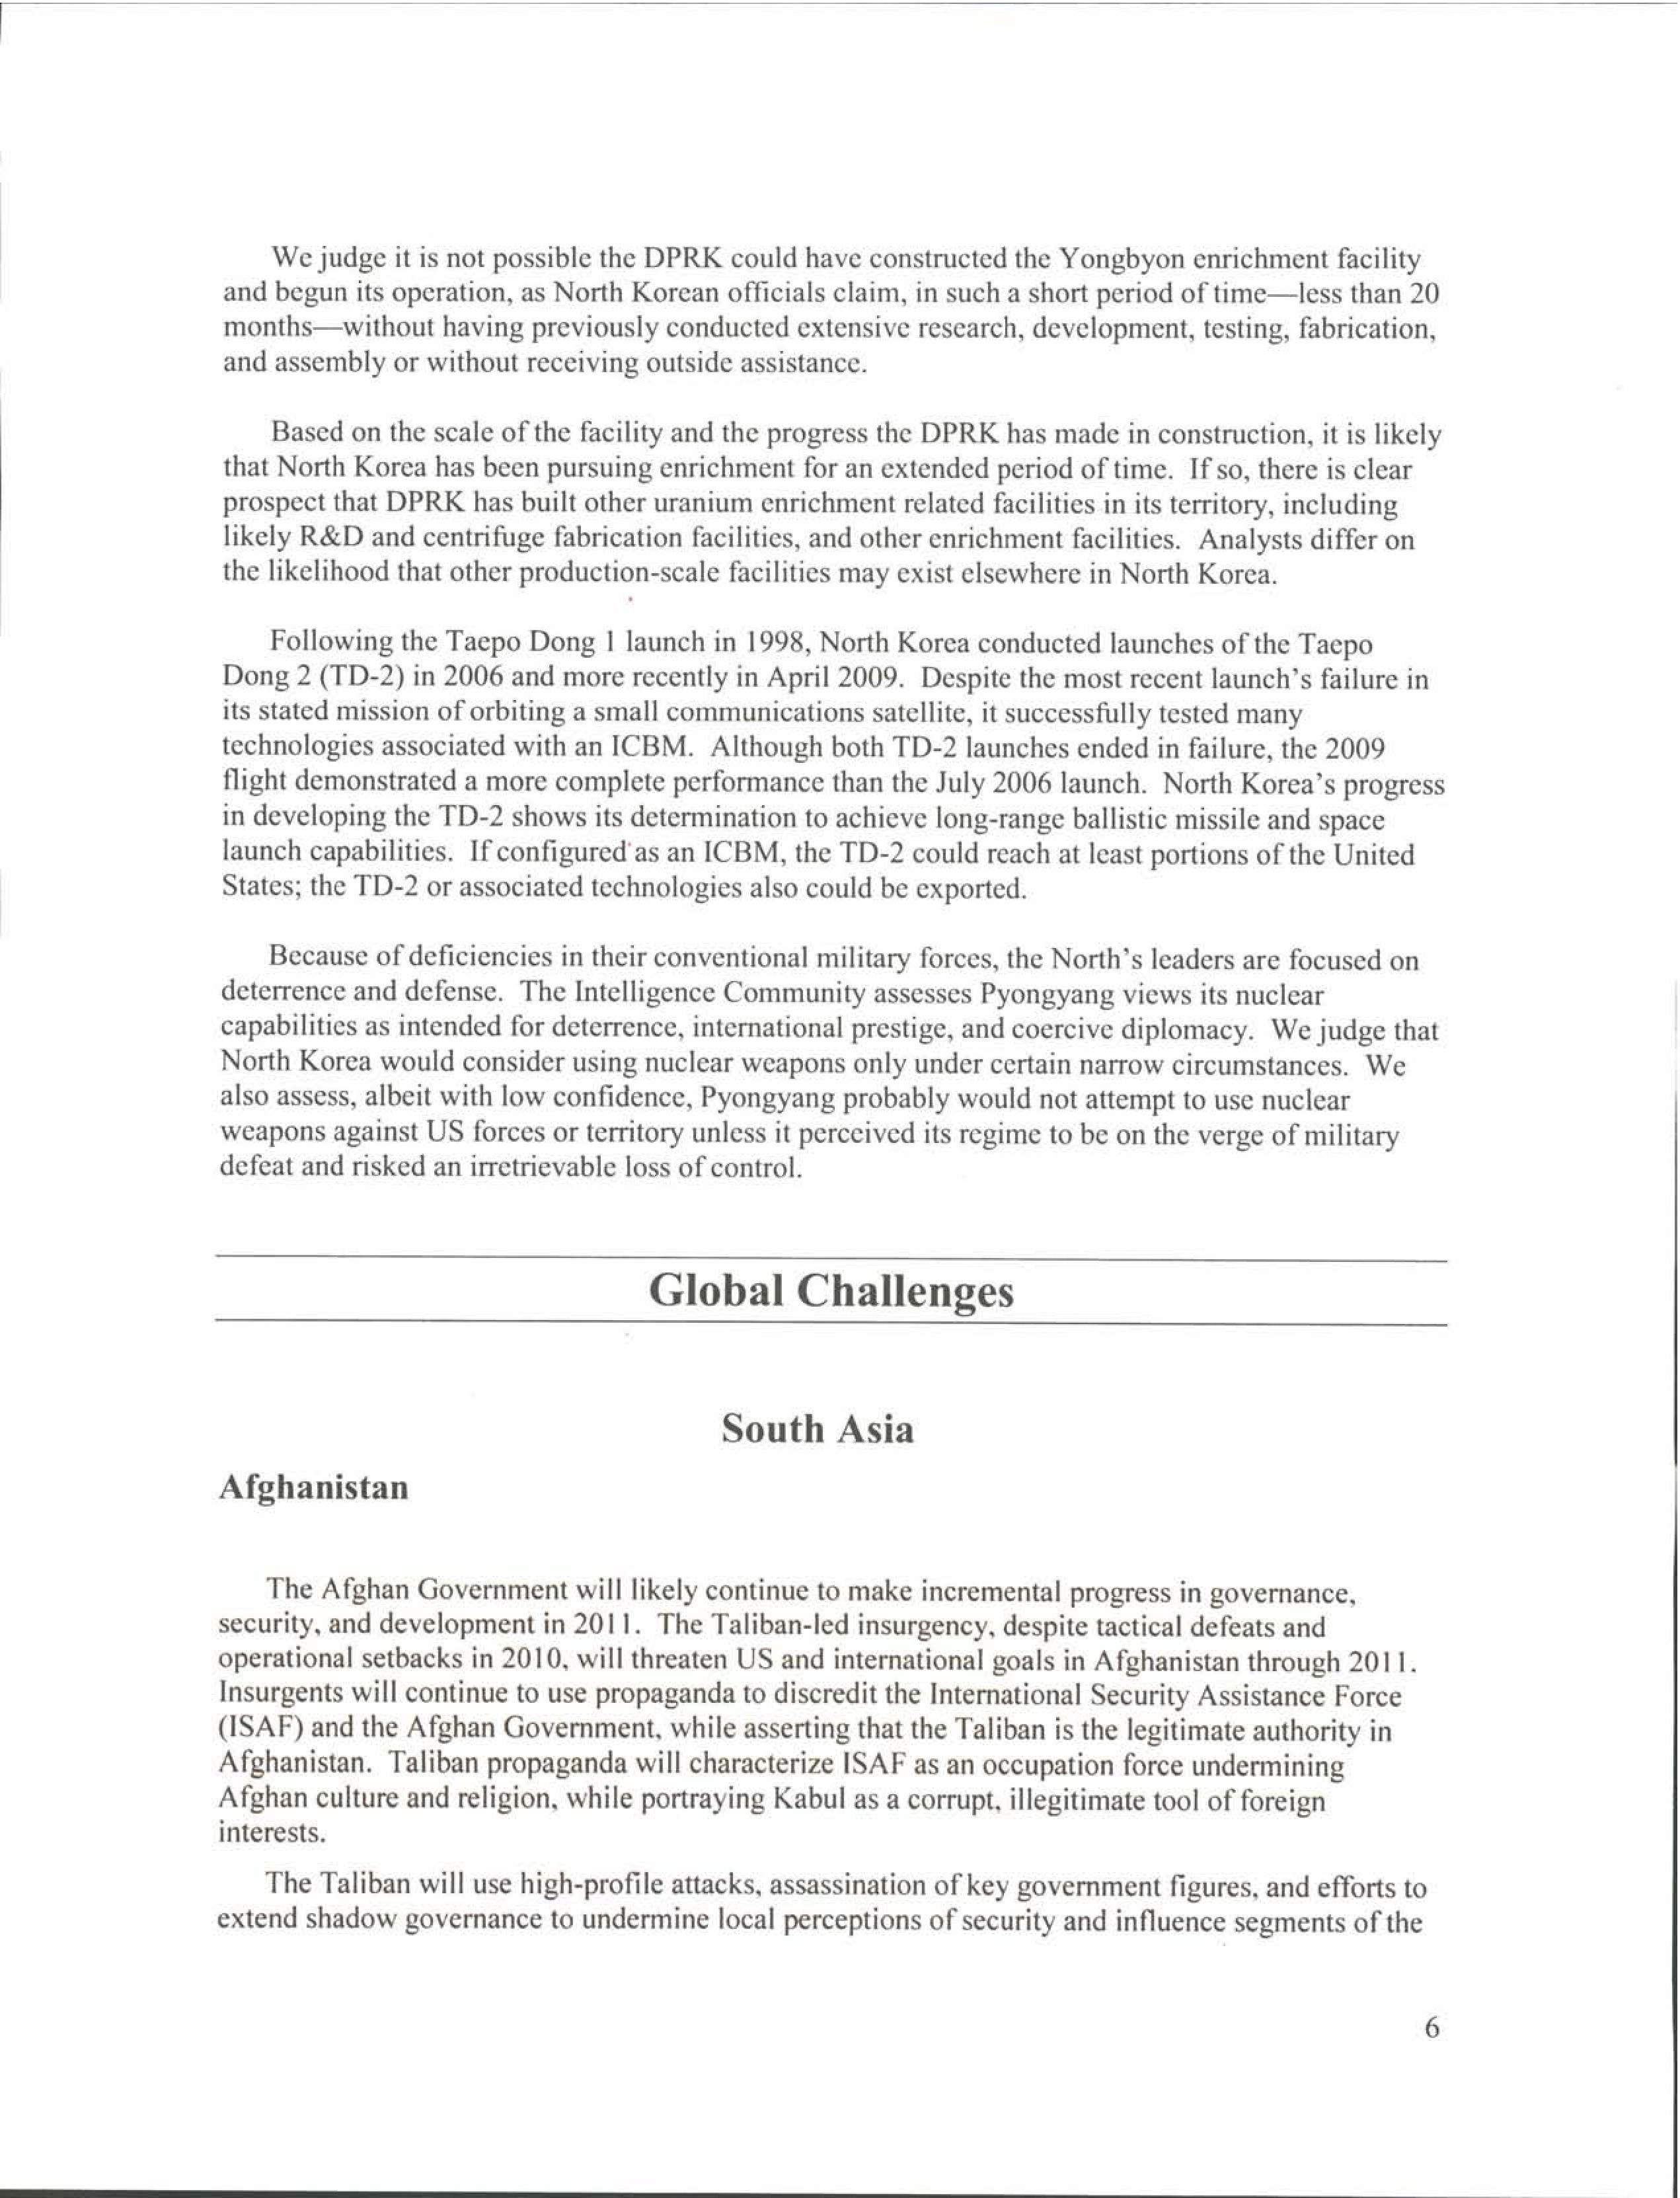 We judge it is not possible the DPRK could have constructed the Yongbyon enrichment facility
and begun its operation, as North Korean officials claim, in such a short period of time—less than 20
months—without having previously conducted extensive research, development, testing, fabrication,
and assembly or without receiving outside assistance.
Based on the scale of the facility and the progress the DPRK has made in construction, it is likely
that North Korea has been pursuing enrichment for an extended period of time.  If so, there is clear
prospect that DPRK has built other uranium enrichment related facilities in its territory, including
likely R&D and centrifuge fabrication facilities, and other enrichment facilities.  Analysts differ on
the likelihood that other production-scale facilities may exist elsewhere in North Korea.
Following the Taepo Dong 1 launch in 1998, North Korea conducted launches of the Taepo
Dong 2 (TD-2) in 2006 and more recently in April 2009.  Despite the most recent launch's failure in
its stated mission of orbiting a small communications satellite, it successfully tested many
technologies associated with an ICBM.  Although both TD-2 launches ended in failure, the 2009
flight demonstrated a more complete performance than the July 2006 launch.  North Korea's progress
in developing the TD-2 shows its determination to achieve long-range ballistic missile and space
launch capabilities.  If configured as an ICBM, the TD-2 could reach at least portions of the United
States; the TD-2 or associated technologies also could be exported.
Because of deficiencies in their conventional military forces, the North's leaders are focused on
deterrence and defense.  The Intelligence Community assesses Pyongyang views its nuclear
capabilities as intended for deterrence, international prestige, and coercive diplomacy.  We judge that
North Korea would consider using nuclear weapons only under certain narrow circumstances.  We
also assess, albeit with low confidence, Pyongyang probably would not attempt to use nuclear
weapons against US forces or territory unless it perceived its regime to be on the verge of military
defeat and risked an irretrievable loss of control.
Global Challenges
South Asia
Afghanistan
The Afghan Government will likely continue to make incremental progress in governance,
security, and development in 2011.  The Taliban-led insurgency, despite tactical defeats and
operational setbacks in 2010, will threaten US and international goals in Afghanistan through 2011.
Insurgents will continue to use propaganda to discredit the International Security Assistance Force
(ISAF) and the Afghan Government, while asserting that the Taliban is the legitimate authority in
Afghanistan.  Taliban propaganda will characterize ISAF as an occupation force undermining
Afghan culture and religion, while portraying Kabul as a corrupt, illegitimate tool of foreign
interests.
The Taliban will use high-profile attacks, assassination of key government figures, and efforts to
extend shadow governance to undermine local perceptions of security and influence segments of the
6